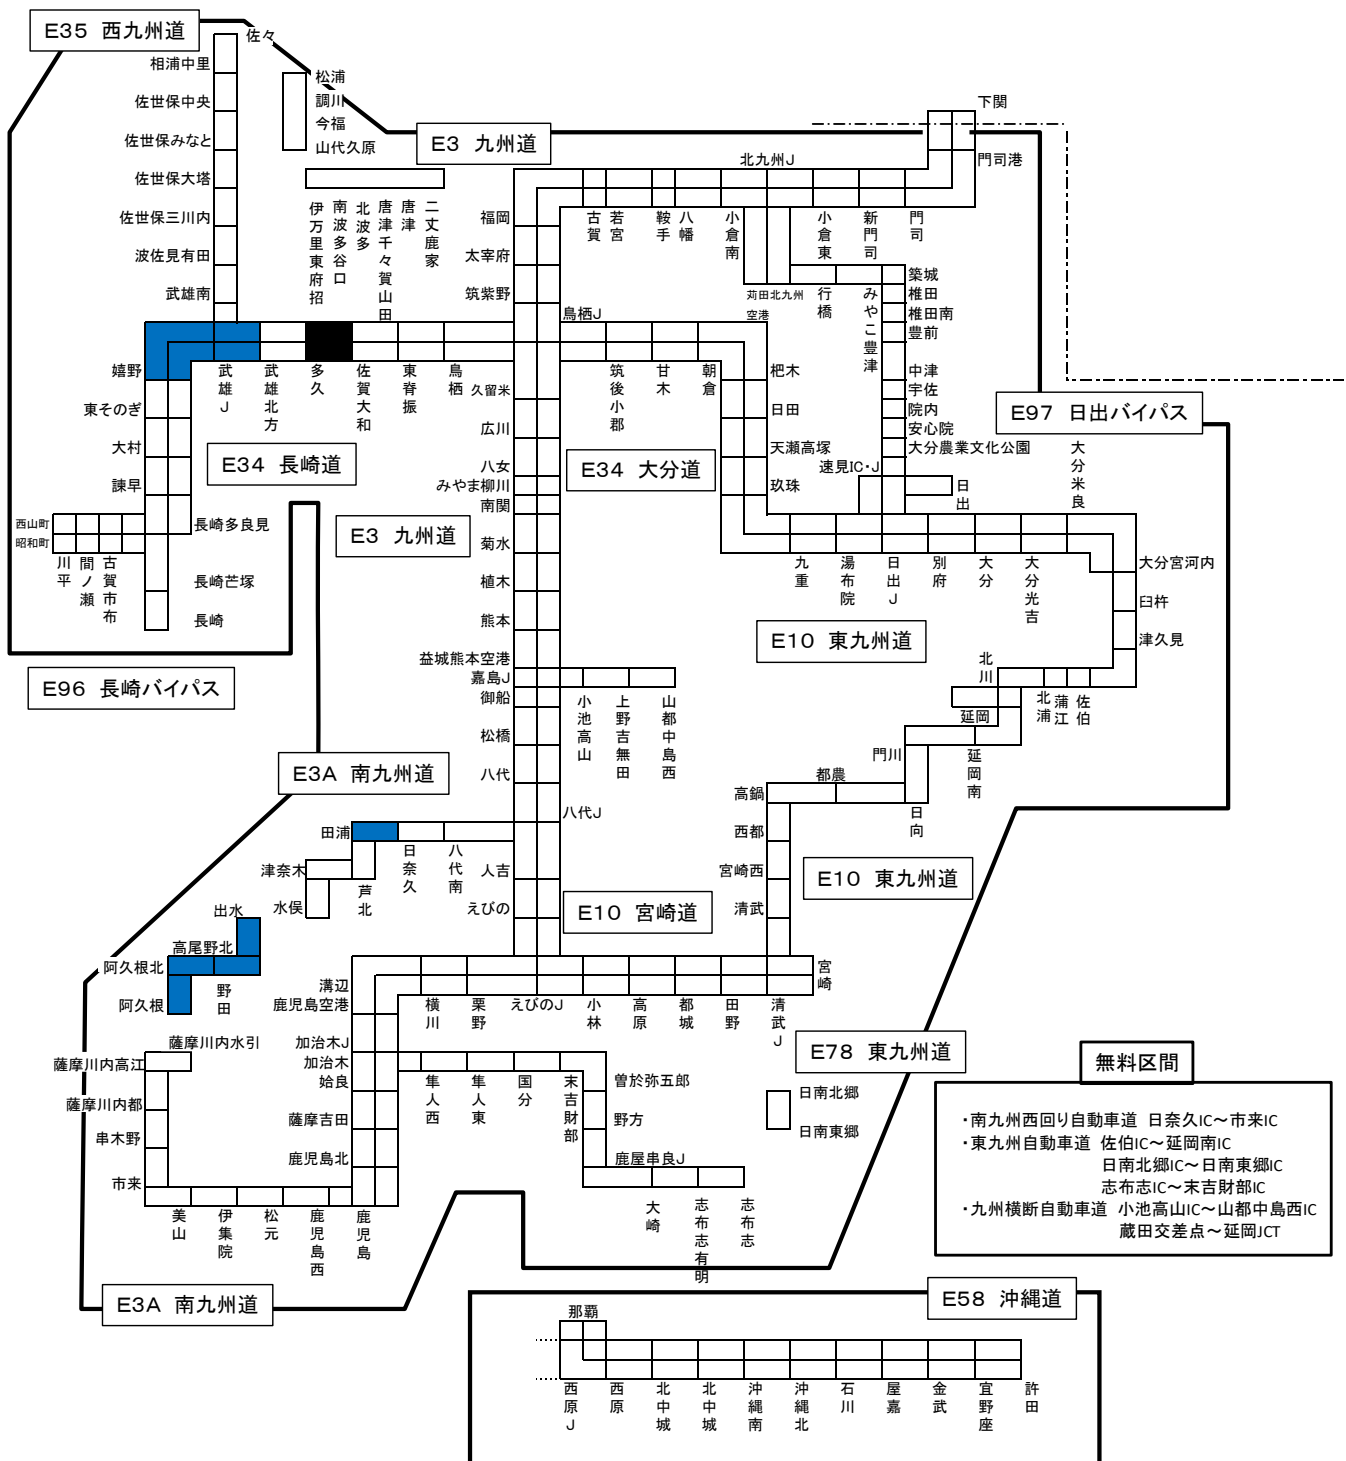 E35 西九州道
佐々
相浦中里
佐世保中央
佐世保みなと
佐世保大塔
佐世保三川内
波佐見有田
武雄南
松浦
調川
今福
山代久原
E3 九州道
下関
門司港
北九州J
伊万里東府招
南波多谷口
北波多
唐津千々賀山田
唐津
二丈鹿家
福岡
太宰府
筑紫野
古賀
若宮
鞍手
八幡
小倉南
小倉東
新門司
門司
苅田北九州
空港
行橋
みやこ豊津
築城
椎田
椎田南
豊前
中津
宇佐
院内
安心院
大分農業文化公園
速見IC・J
日出
鳥栖J
嬉野
東そのぎ
大村
諫早
武雄J
武雄北方
多久
佐賀大和
東脊振
鳥栖
久留米
筑後小郡
甘木
朝倉
杷木
日田
天瀬高塚
玖珠
E97 日出バイパス
大分米良
E34 長崎道
E34 大分道
広川
八女
みやま柳川
南関
菊水
植木
熊本
益城熊本空港
嘉島J
御船
松橋
八代
西山町
昭和町
長崎多良見
川平
間ノ瀬
古賀市布
長崎芒塚
長崎
E3 九州道
九重
湯布院
日出J
別府
大分
大分光吉
大分宮河内
臼杵
津久見
E10 東九州道
E96 長崎バイパス
北川
北浦
蒲江
佐伯
延岡
延岡南
門川
小池高山
上野吉無田
山都中島西
E3A 南九州道
都農
高鍋
日向
西都
宮崎西
清武
八代J
田浦
日奈久
八代南
人吉
えびの
津奈木
水俣
芦北
E10 東九州道
E10 宮崎道
出水
高尾野北
阿久根北
阿久根
野田
溝辺
鹿児島空港
横川
栗野
えびのJ
小林
高原
都城
田野
清武J
宮崎
加治木J
加治木
姶良
薩摩吉田
鹿児島北
薩摩川内水引
薩摩川内高江
薩摩川内都
串木野
市来
隼人西
隼人東
国分
末吉財部
曽於弥五郎
野方
鹿屋串良J
E78 東九州道
日南北郷
日南東郷
美山
伊集院
松元
鹿児島西
鹿児島
大崎
志布志有明
志布志
無料区間
・南九州西回り自動車道 日奈久IC～市来IC
・東九州自動車道 佐伯IC～延岡南IC
日南北郷IC～日南東郷IC
志布志IC～末吉財部IC
・九州横断自動車道 小池高山IC～山都中島西IC
蔵田交差点～延岡JCT
E3A 南九州道
E58 沖縄道
那覇
西原J
西原
北中城
北中城
沖縄南
沖縄北
石川
屋嘉
金武
宜野座
許田